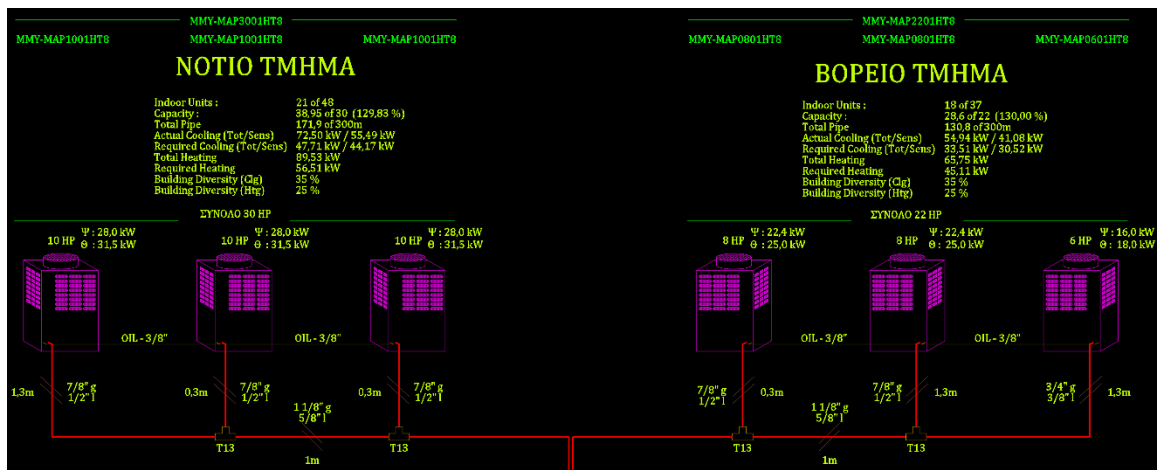 MMY-MAP3001HT8
MMY-MAP1001HT8 MMY-MAP1001HT8 MMY-MAP1001HT8
ΝΟΤΙΟ ΤΜΗΜΑ
Indoor Units : 21 of 48
Capacity : 38,95 of 30 (129,83 %)
Total Pipe 171,9 of 300m
Actual Cooling (Tot/Sens) 72,50 kW / 55,49 kW
Required Cooling (Tot/Sens) 47,71 kW / 44,17 kW
Total Heating 89,53 kW
Required Heating 56,51 kW
Building Diversity (Clg) 35 %
Building Diversity (Htg) 25 %
ΣΥΝΟΛΟ 30 HP
10 HP Ψ : 28,0 kW
Θ : 31,5 kW
10 HP Ψ : 28,0 kW
Θ : 31,5 kW
10 HP Ψ : 28,0 kW
Θ : 31,5 kW
OIL - 3/8" OIL - 3/8"
1,3m 7/8" g
1/2" l
0,3m 7/8" g
1/2" l
0,3m 7/8" g
1/2" l
1 1/8" g
5/8" l
T13 T13
1m
MMY-MAP2201HT8
MMY-MAP0801HT8 MMY-MAP0801HT8 MMY-MAP0601HT8
ΒΟΡΕΙΟ ΤΜΗΜΑ
Indoor Units : 18 of 37
Capacity : 28,6 of 22 (130,00 %)
Total Pipe 130,8 of 300m
Actual Cooling (Tot/Sens) 54,94 kW / 41,08 kW
Required Cooling (Tot/Sens) 33,51 kW / 30,52 kW
Total Heating 65,75 kW
Required Heating 45,11 kW
Building Diversity (Clg) 35 %
Building Diversity (Htg) 25 %
ΣΥΝΟΛΟ 22 HP
8 HP Ψ : 22,4 kW
Θ : 25,0 kW
8 HP Ψ : 22,4 kW
Θ : 25,0 kW
6 HP Ψ : 16,0 kW
Θ : 18,0 kW
OIL - 3/8" OIL - 3/8"
7/8" g
1/2" l 0,3m
7/8" g
1/2" l 1,3m
3/4" g
3/8" l 1,3m
1 1/8" g
5/8" l
T13 T13
1m